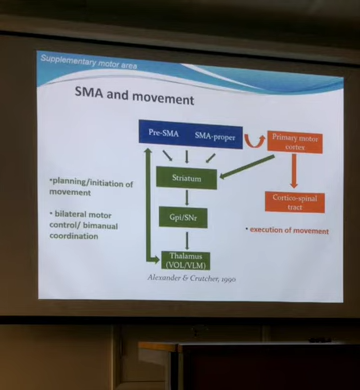 Supplementary motor area
SMA and movement
Pre-SMA SMA-proper
Primary motor
cortex
Striatum
•planning/initiation of
movement
Cortico-spinal
tract
Gpi/SNr
• bilateral motor
control/ bimanual
coordination
• execution of movement
Thalamus
(VOL/VLM)
Alexander & Crutcher, 1990